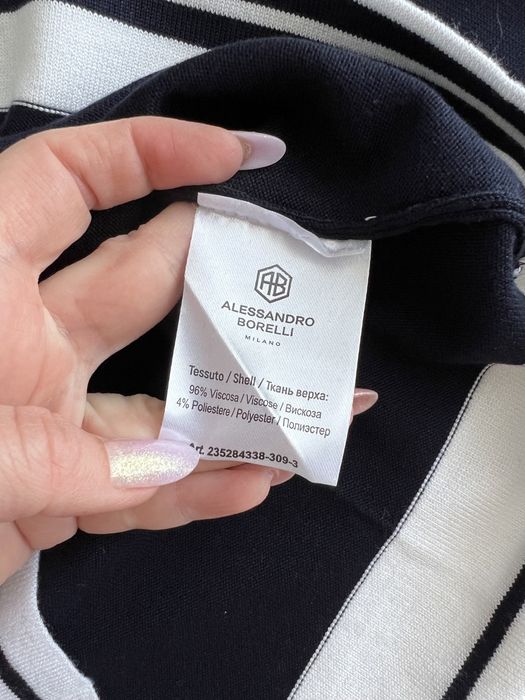 AB
ALESSANDRO
BORELLI
MILANO
Tessuto / Shell / Ткань верха:
96% Viscosa / Viscose / Вискоза
4% Poliestere / Polyester / Полиэстер
Art. 235284338-309-3